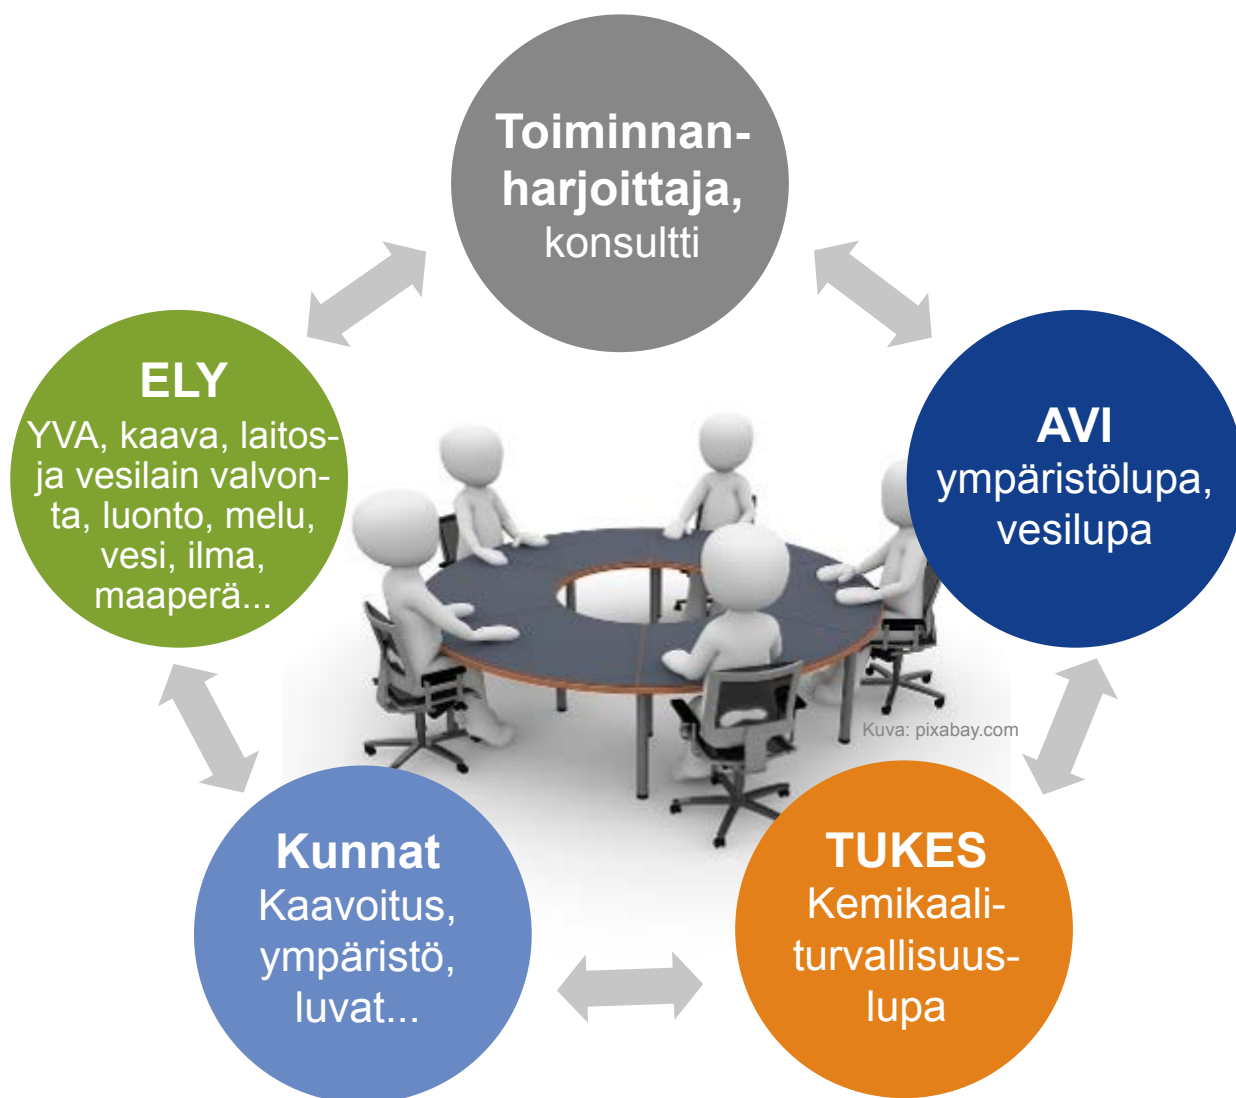 Toiminnan-
harjoittaja,
konsultti
ELY
YVA, kaava, laitos-
ja vesilain valvon-
ta, luonto, melu,
vesi, ilma,
maaperä...
AVI
ympäristölupa,
vesilupa
Kuva: pixabay.com
Kunnat
Kaavoitus,
ympäristö,
luvat...
TUKES
Kemikaali-
turvallisuus-
lupa